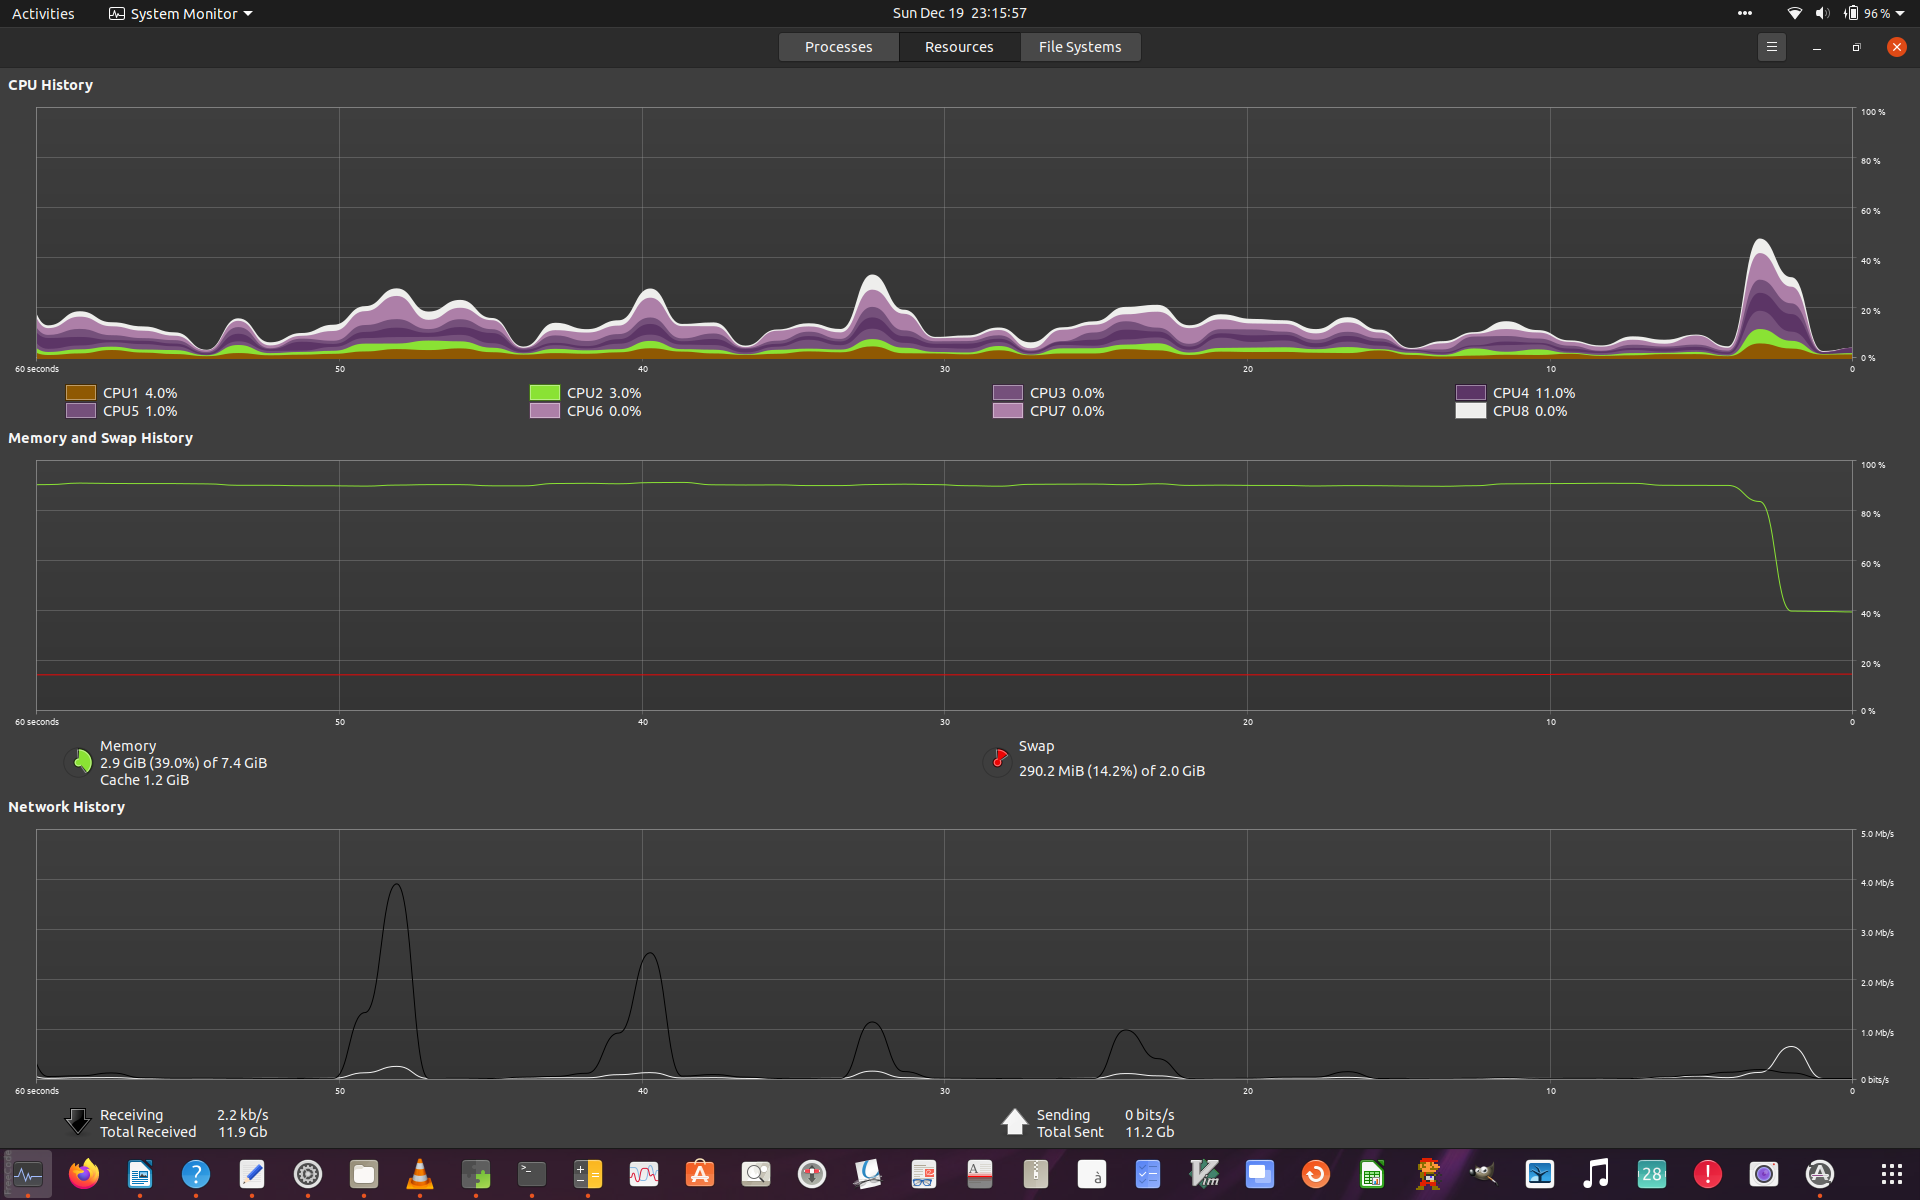 Activities System Monitor Sun Dec 19 23:15:57 96 %
Processes Resources File Systems
CPU History
100 %
80 %
60 %
40 %
20 %
0 %
60 seconds 50 40 30 20 10 0
CPU1 4.0% CPU2 3.0% CPU3 0.0% CPU4 11.0%
CPU5 1.0% CPU6 0.0% CPU7 0.0% CPU8 0.0%
Memory and Swap History
100 %
80 %
60 %
40 %
20 %
0 %
60 seconds 50 40 30 20 10 0
Memory
2.9 GiB (39.0%) of 7.4 GiB
Cache 1.2 GiB
Swap
290.2 MiB (14.2%) of 2.0 GiB
Network History
5.0 Mb/s
4.0 Mb/s
3.0 Mb/s
2.0 Mb/s
1.0 Mb/s
0 bits/s
60 seconds 50 40 30 20 10 0
Receiving 2.2 kb/s
Total Received 11.9 Gb
Sending 0 bits/s
Total Sent 11.2 Gb
28